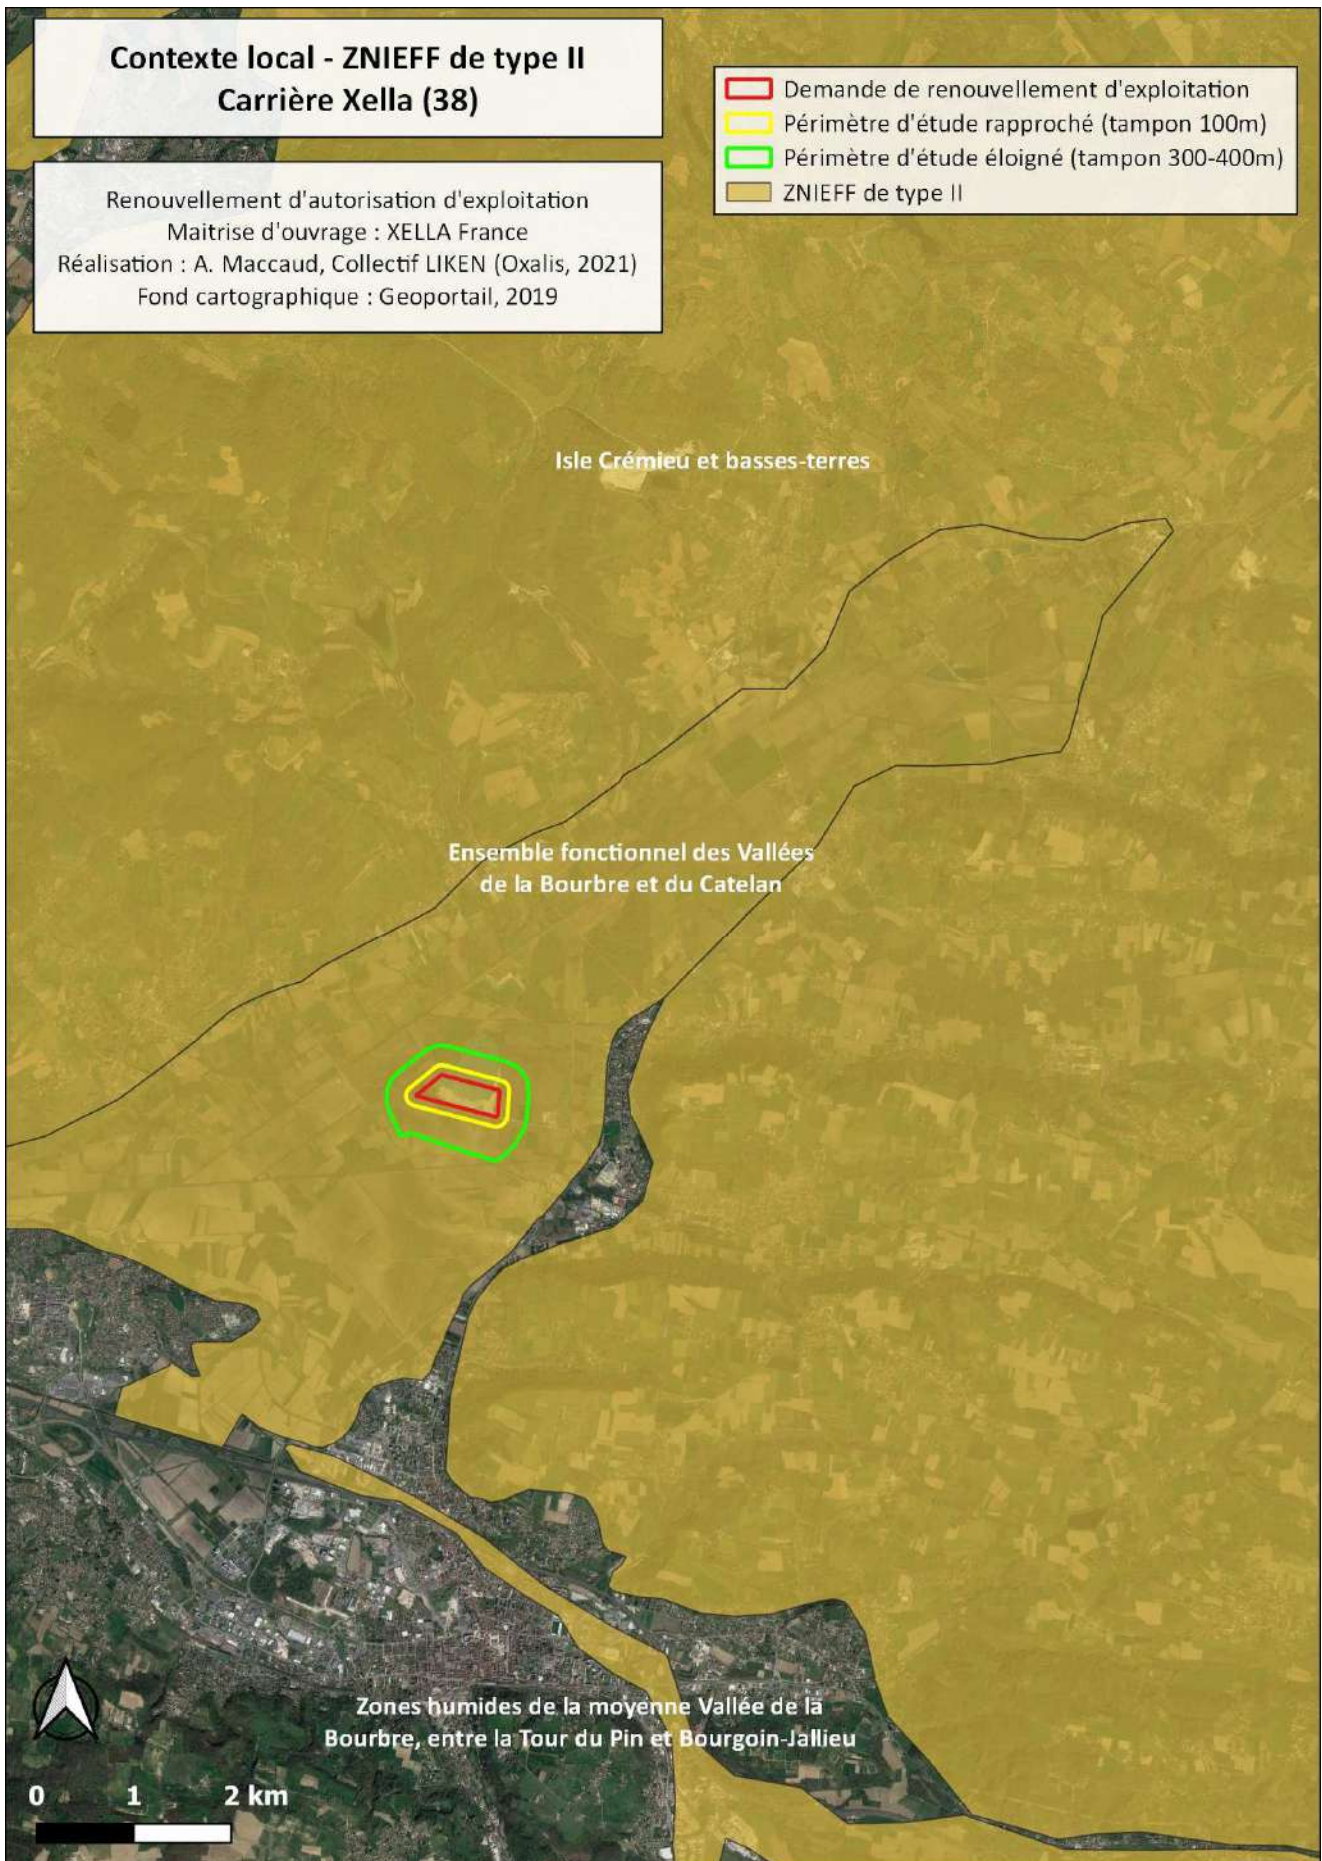 Contexte local - ZNIEFF de type II
Carrière Xella (38)
Renouvellement d'autorisation d'exploitation
Maitrise d'ouvrage : XELLA France
Réalisation : A. Maccaud, Collectif LIKEN (Oxalis, 2021)
Fond cartographique : Geoportail, 2019
Demande de renouvellement d'exploitation
Périmètre d'étude rapproché (tampon 100m)
Périmètre d'étude éloigné (tampon 300-400m)
ZNIEFF de type II
Isle Crémieu et basses-terres
Ensemble fonctionnel des Vallées
de la Bourbre et du Catelan
Zones humides de la moyenne Vallée de la
Bourbre, entre la Tour du Pin et Bourgoin-Jallieu
0 1 2 km